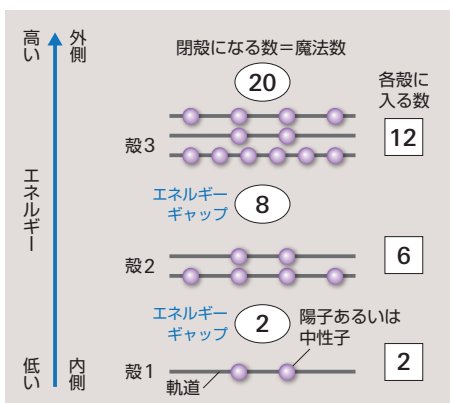 高い
外側
閉殻になる数＝魔法数
20
各殻に
入る数
殻3
12
エネルギー
エネルギー
ギャップ
8
殻2
6
エネルギー
ギャップ
2
陽子あるいは
中性子
低い
内側
殻1
軌道
2